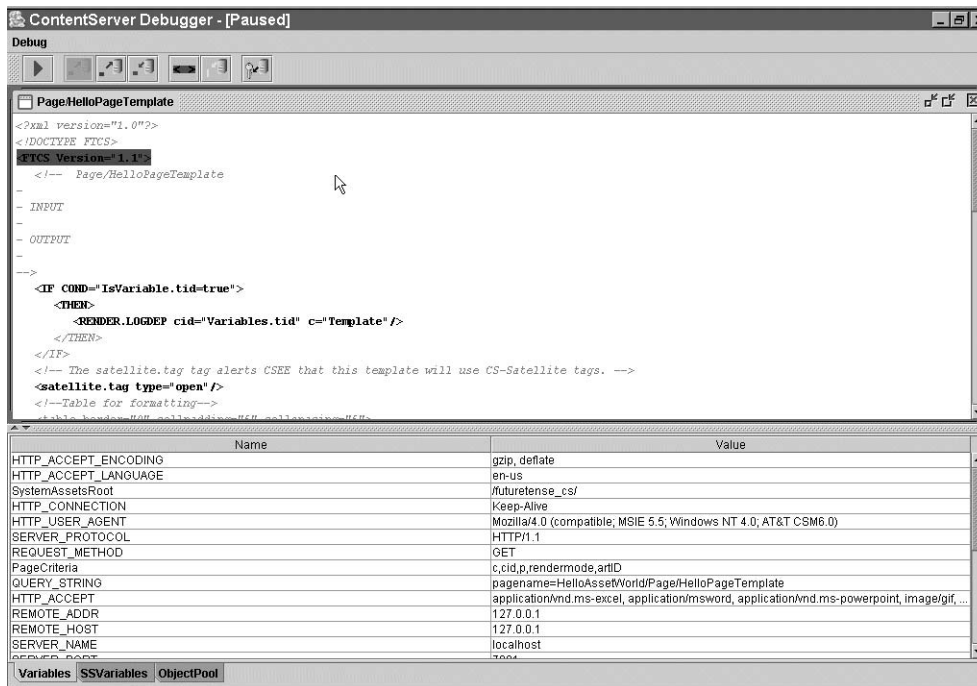 ContentServer Debugger - [Paused]
Debug
Page/HelloPageTemplate
<?xml version="1.0"?>
<!DOCTYPE FTCS>
<FTCS Version="1.1">
<!-- Page/HelloPageTemplate
-
- INPUT
-
- OUTPUT
-
-->
<IF COND="IsVariable.tid=true">
<THEN>
<RENDER.LOGDEP cid="Variables.tid" c="Template"/>
</THEN>
</IF>
<!-- The satellite.tag tag alerts CSEE that this template will use CS-Satellite tags. -->
<satellite.tag type="open"/>
<!--Table for formatting-->
Name Value
HTTP_ACCEPT_ENCODING gzip, deflate
HTTP_ACCEPT_LANGUAGE en-us
SystemAssetsRoot /futuretense_cs/
HTTP_CONNECTION Keep-Alive
HTTP_USER_AGENT Mozilla/4.0 (compatible; MSIE 5.5; Windows NT 4.0; AT&T CSM6.0)
SERVER_PROTOCOL HTTP/1.1
REQUEST_METHOD GET
PageCriteria c,cid,p,rendermode,artID
QUERY_STRING pagename=HelloAssetWorld/Page/HelloPageTemplate
HTTP_ACCEPT application/vnd.ms-excel, application/msword, application/vnd.ms-powerpoint, image/gif, ...
REMOTE_ADDR 127.0.0.1
REMOTE_HOST 127.0.0.1
SERVER_NAME localhost
SERVER_PORT 7001
Variables SSVariables ObjectPool